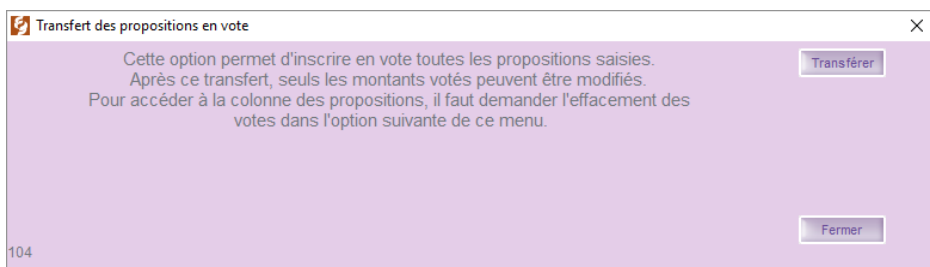 Transfert des propositions en vote
Cette option permet d'inscrire en vote toutes les propositions saisies.
Transférer
Après ce transfert, seuls les montants votés peuvent être modifiés.
Pour accéder à la colonne des propositions, il faut demander l'effacement des
votes dans l'option suivante de ce menu.
Fermer
104